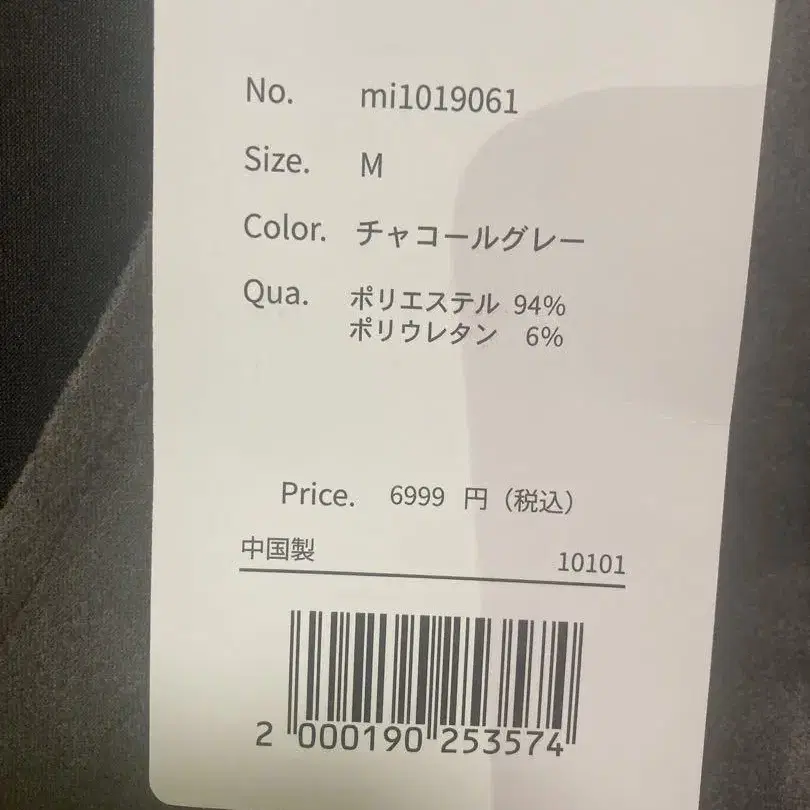 No. mi1019061
Size. M
Color. チャコールグレー
Qua. ポリエステル 94%
ポリウレタン 6%
Price. 6999 円（税込）
中国製 10101
2 000190 253574